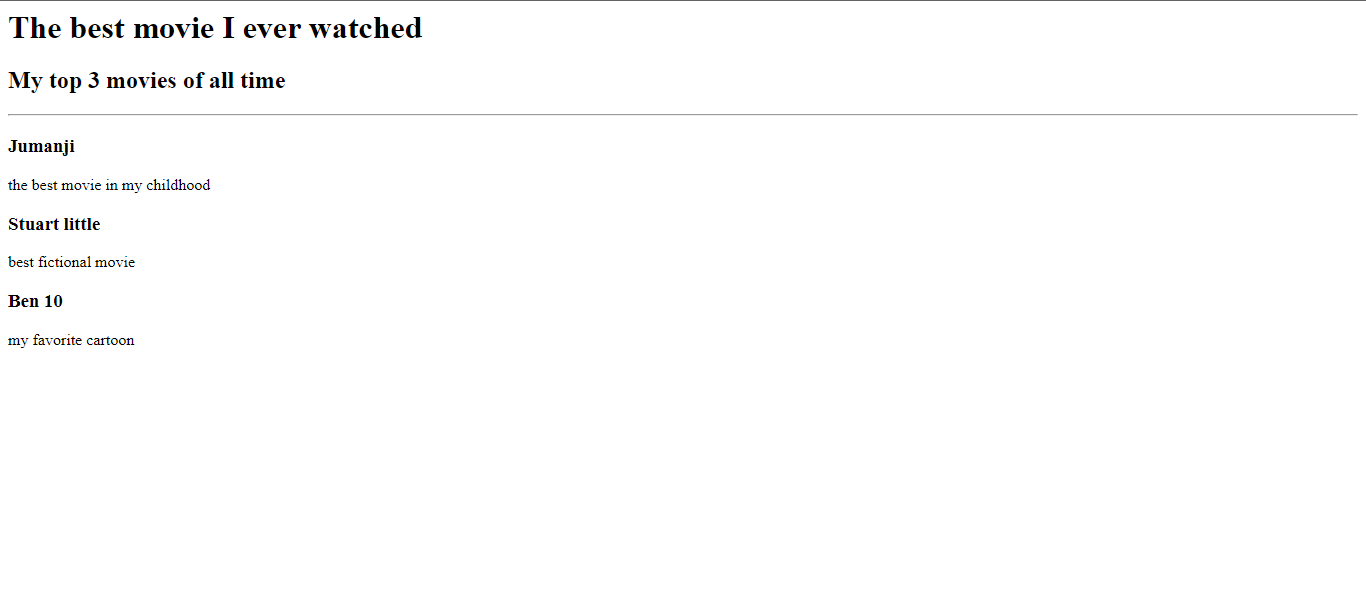 The best movie I ever watched
My top 3 movies of all time
Jumanji
the best movie in my childhood
Stuart little
best fictional movie
Ben 10
my favorite cartoon